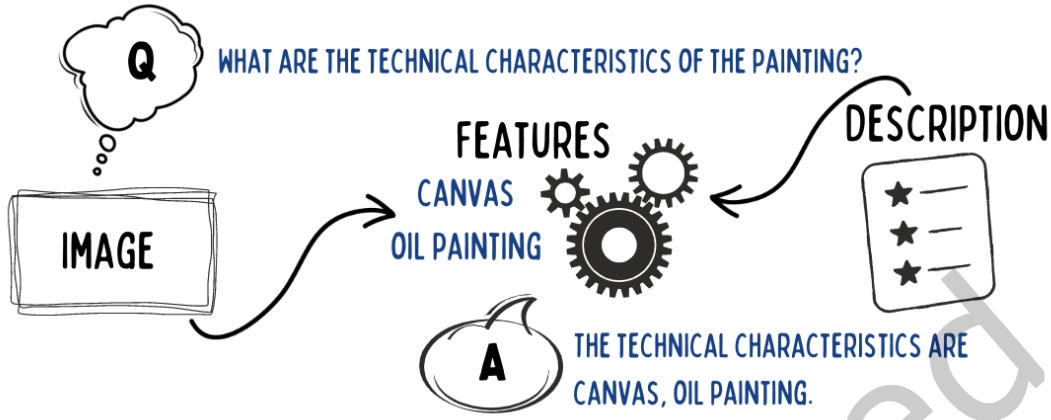 Q
WHAT ARE THE TECHNICAL CHARACTERISTICS OF THE PAINTING?
DESCRIPTION
FEATURES
CANVAS
OIL PAINTING
IMAGE
A
THE TECHNICAL CHARACTERISTICS ARE
CANVAS, OIL PAINTING.
ed